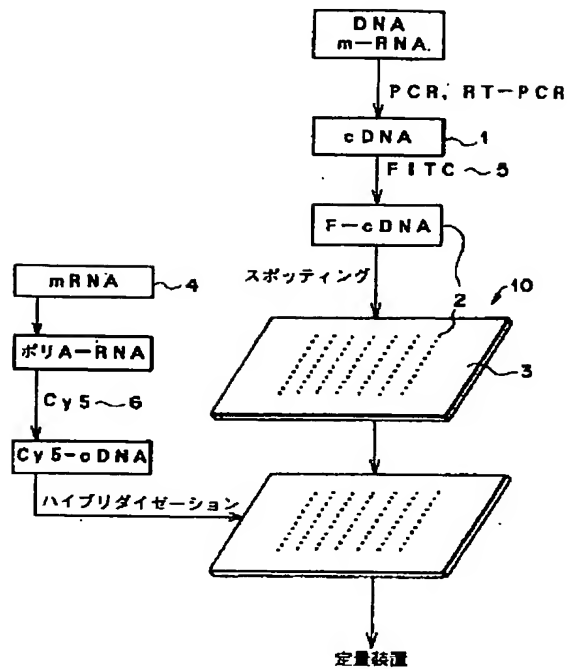 DNA
m-RNA.
PCR, RT-PCR
cDNA
1
FITC~5
F-cDNA
スポッティング
2
10
3
mRNA
4
ポリA-RNA
Cy5~6
Cy5-cDNA
ハイブリダイゼーション
定量装置